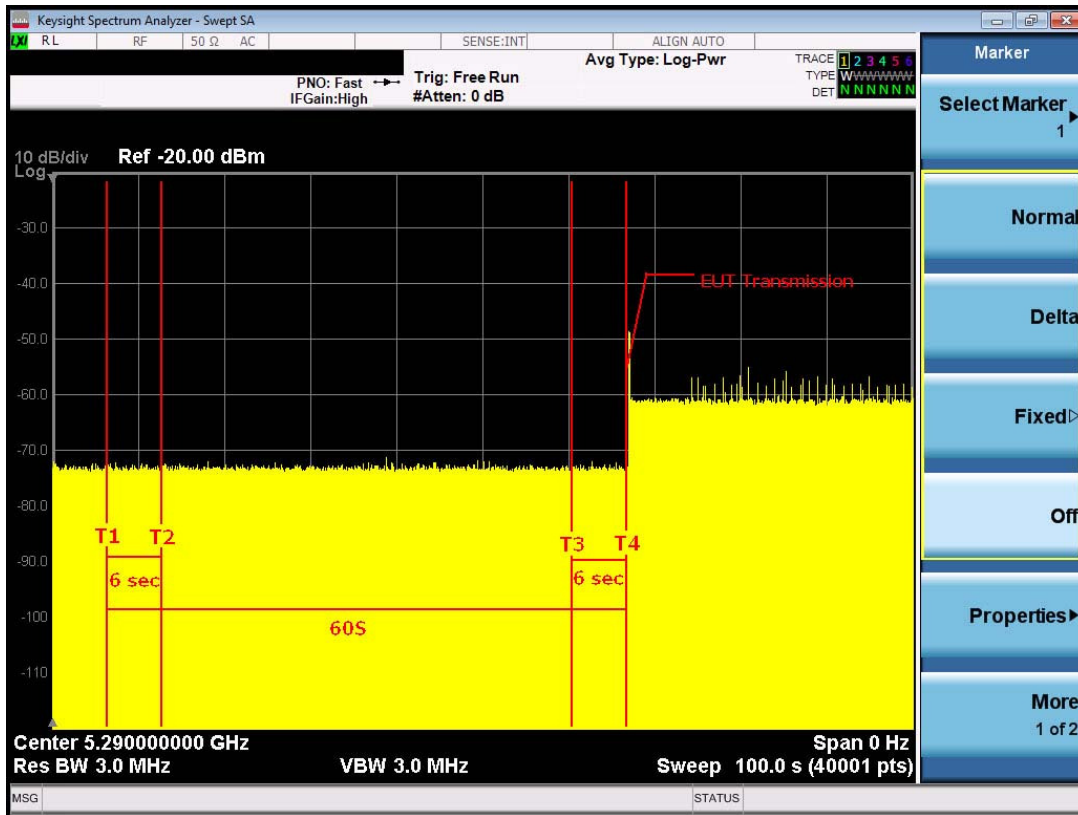 Keysight Spectrum Analyzer - Swept SA
LXI RL RF 50 Ω AC SENSE:INT ALIGN AUTO
PNO: Fast
IFGain:High
Trig: Free Run
#Atten: 0 dB
Avg Type: Log-Pwr
TRACE 1 2 3 4 5 6
TYPE WWWWWW
DET N N N N N N
10 dB/div Ref -20.00 dBm
Log
-30.0
-40.0
-50.0
-60.0
-70.0
-80.0
-90.0
-100
-110
EUT Transmission
T1 T2 T3 T4
6 sec 6 sec
60S
Center 5.290000000 GHz Span 0 Hz
Res BW 3.0 MHz VBW 3.0 MHz Sweep 100.0 s (40001 pts)
MSG STATUS
Marker
Select Marker
1
Normal
Delta
Fixed
Off
Properties
More
1 of 2